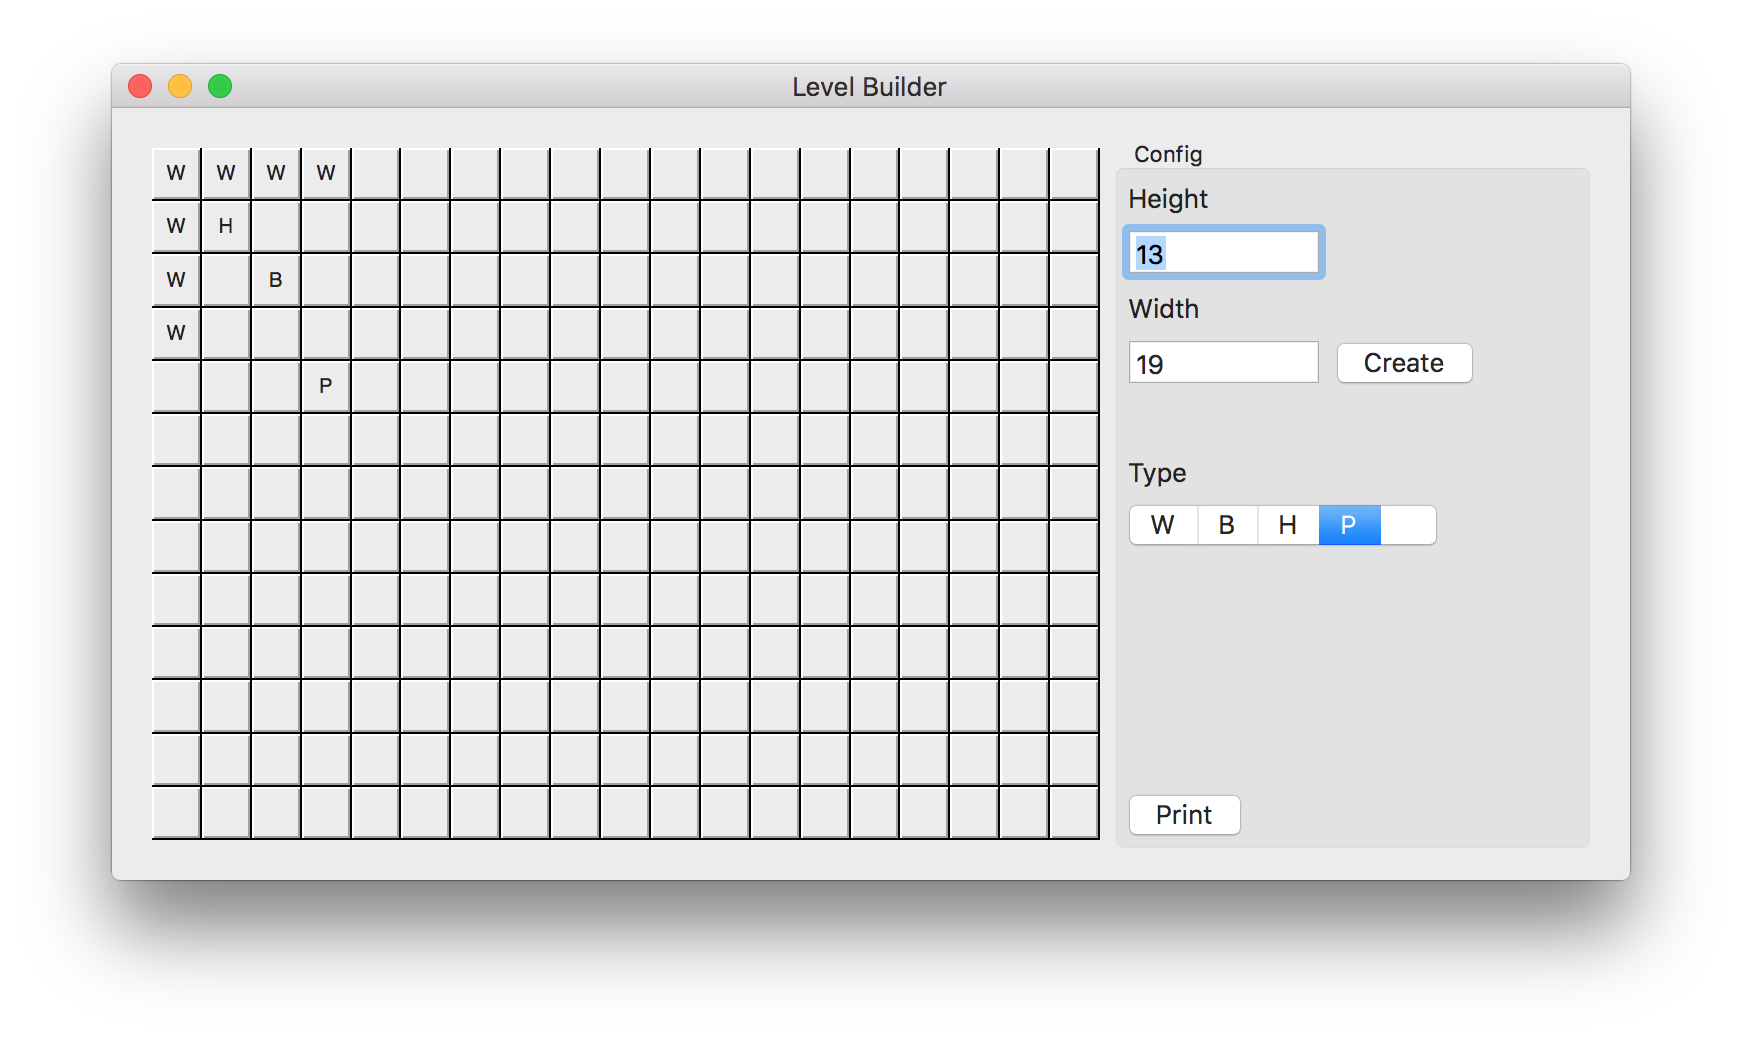 Level Builder
W W W W
W H
W B
W
P
Config
Height
13
Width
19 Create
Type
W B H P
Print